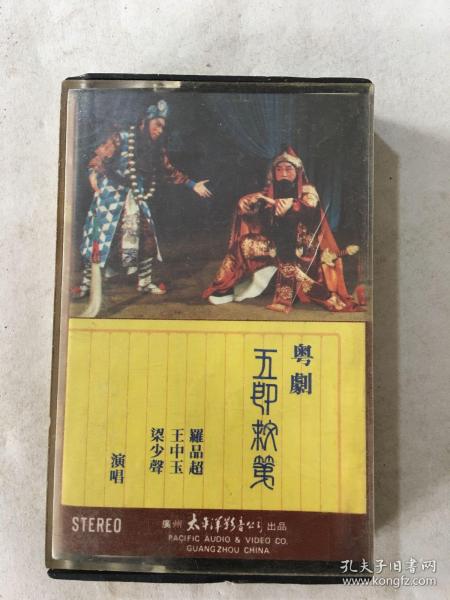 粤劇
五郎救弟
羅品超
王中玉
梁少聲
演唱
STEREO
廣州太平洋影音公司出品
PACIFIC AUDIO & VIDEO CO.
GUANGZHOU CHINA
孔夫子旧书网
kongfz.com